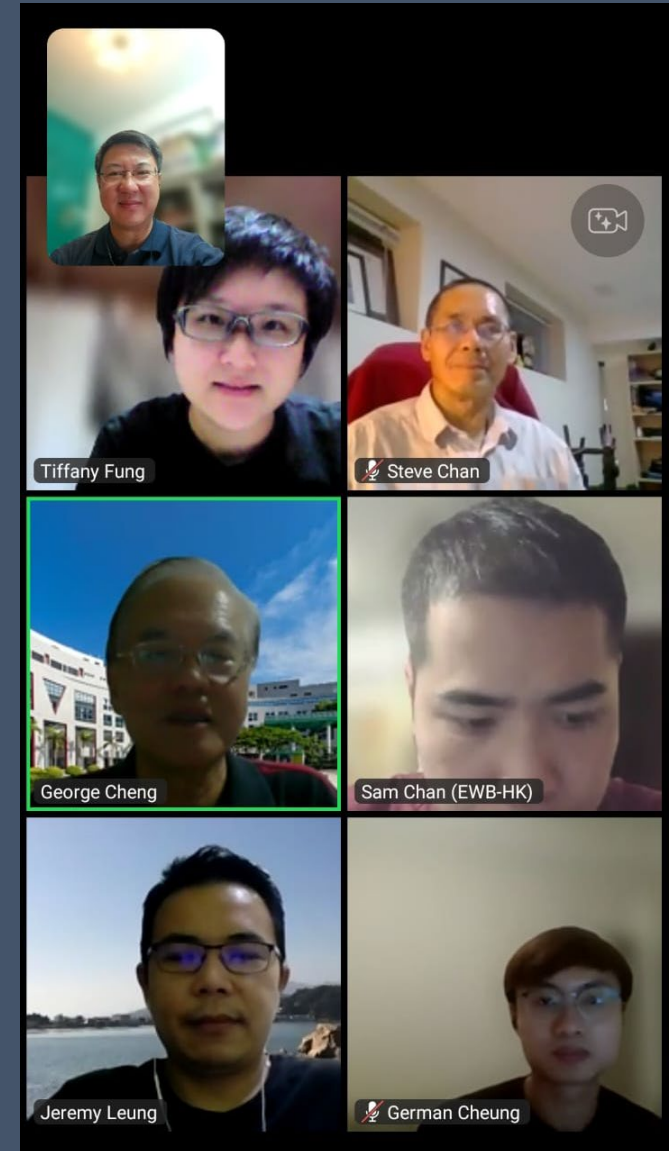 Tiffany Fung
Steve Chan
George Cheng
Sam Chan (EWB-HK)
Jeremy Leung
German Cheung